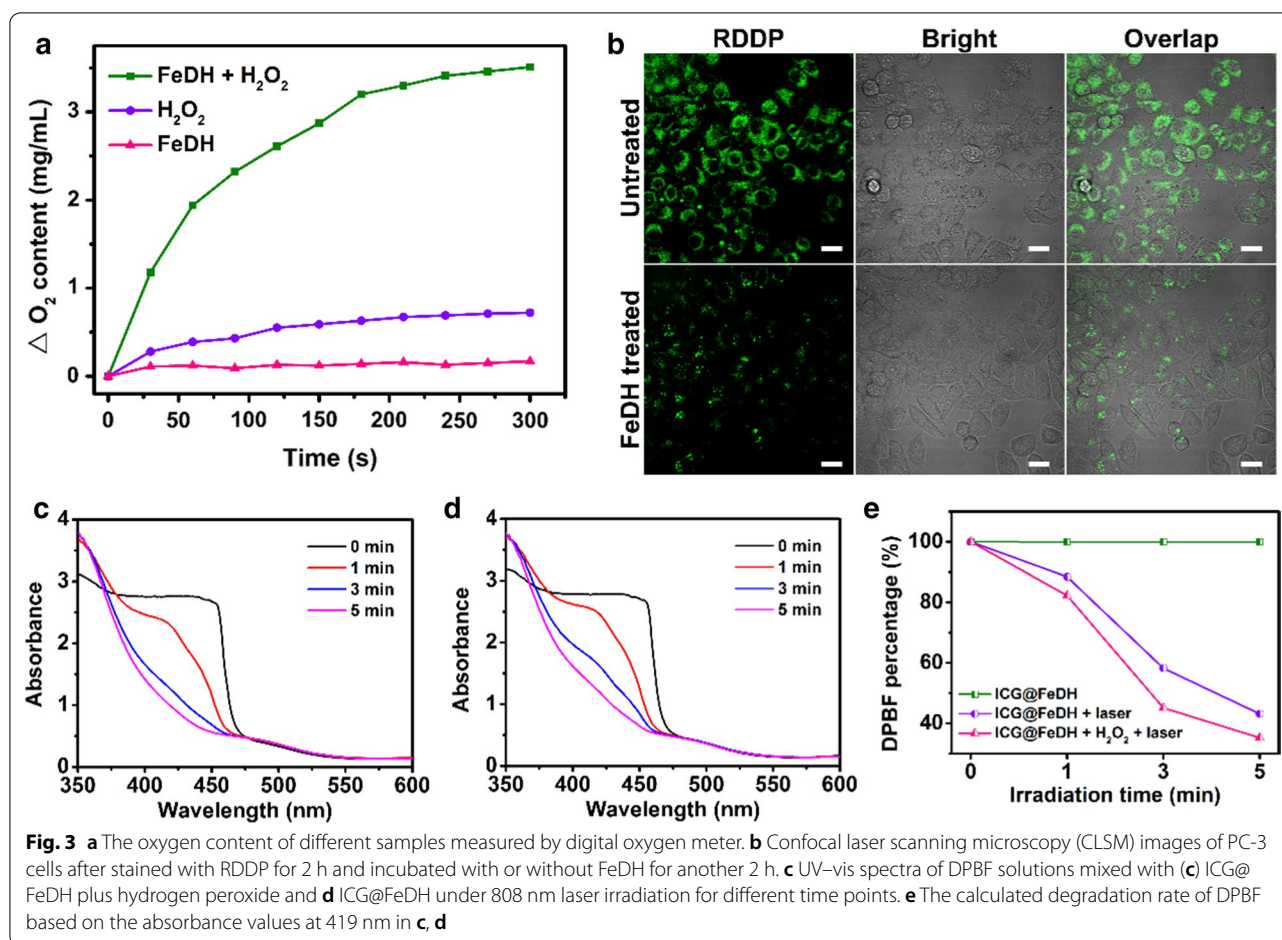 a
FeDH + H₂O₂
H₂O₂
FeDH
△ O₂ content (mg/mL)
3
2
1
0
0 50 100 150 200 250 300
Time (s)
b
RDDP Bright Overlap
Untreated
FeDH treated
c
4
3
2
1
0
Absorbance
0 min
1 min
3 min
5 min
350 400 450 500 550 600
Wavelength (nm)
d
4
3
2
1
0
Absorbance
0 min
1 min
3 min
5 min
350 400 450 500 550 600
Wavelength (nm)
e
DPBF percentage (%)
100
80
60
40
ICG@FeDH
ICG@FeDH + laser
ICG@FeDH + H₂O₂ + laser
0 1 3 5
Irradiation time (min)
Fig. 3 a The oxygen content of different samples measured by digital oxygen meter. b Confocal laser scanning microscopy (CLSM) images of PC-3
cells after stained with RDDP for 2 h and incubated with or without FeDH for another 2 h. c UV–vis spectra of DPBF solutions mixed with (c) ICG@
FeDH plus hydrogen peroxide and d ICG@FeDH under 808 nm laser irradiation for different time points. e The calculated degradation rate of DPBF
based on the absorbance values at 419 nm in c, d